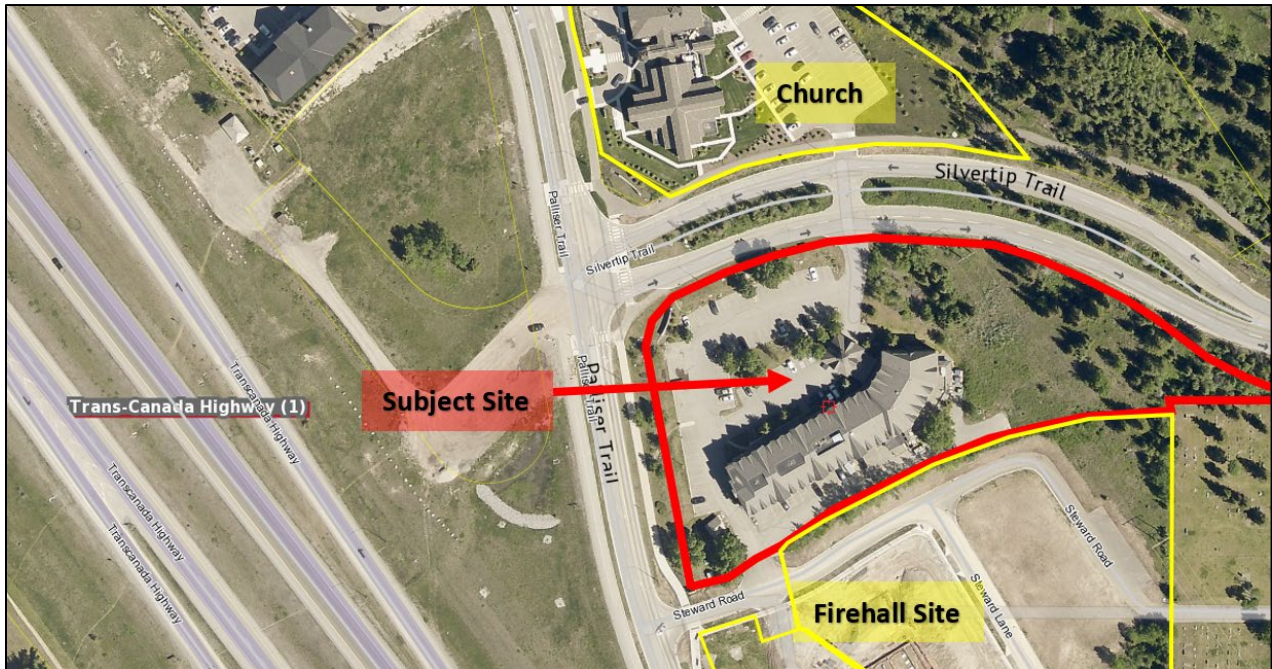 Church
Silvertip Trail
Palliser Trail
Silvertip Trail
Transcanada Highway
Trans-Canada Highway (1)
Subject Site
Palliser Trail
Palliser Trail
Transcanada Highway
Transcanada Highway
Steward Road
Steward Road
Steward Lane
Firehall Site